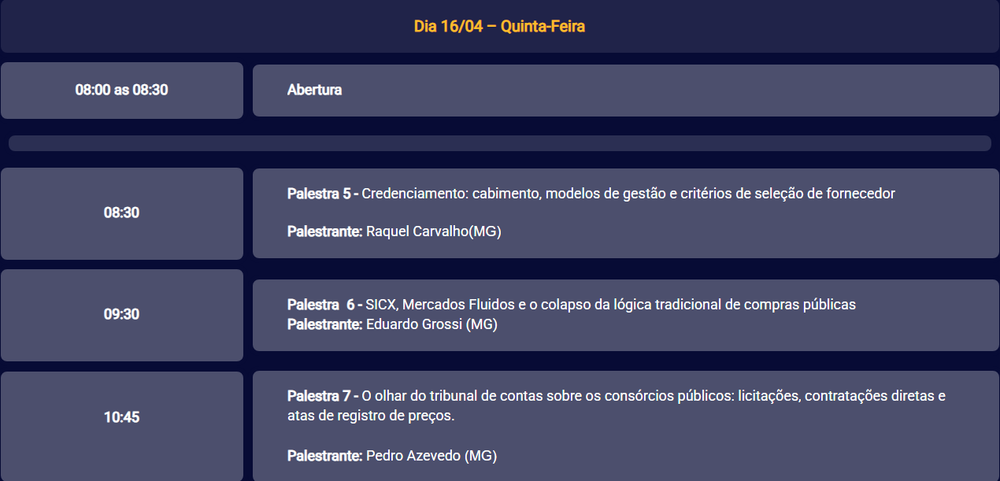 Dia 16/04 – Quinta-Feira
08:00 as 08:30
Abertura
08:30
Palestra 5 - Credenciamento: cabimento, modelos de gestão e critérios de seleção de fornecedor
Palestrante: Raquel Carvalho(MG)
09:30
Palestra  6 - SICX, Mercados Fluidos e o colapso da lógica tradicional de compras públicas
Palestrante: Eduardo Grossi (MG)
10:45
Palestra 7 - O olhar do tribunal de contas sobre os consórcios públicos: licitações, contratações diretas e
atas de registro de preços.
Palestrante: Pedro Azevedo (MG)